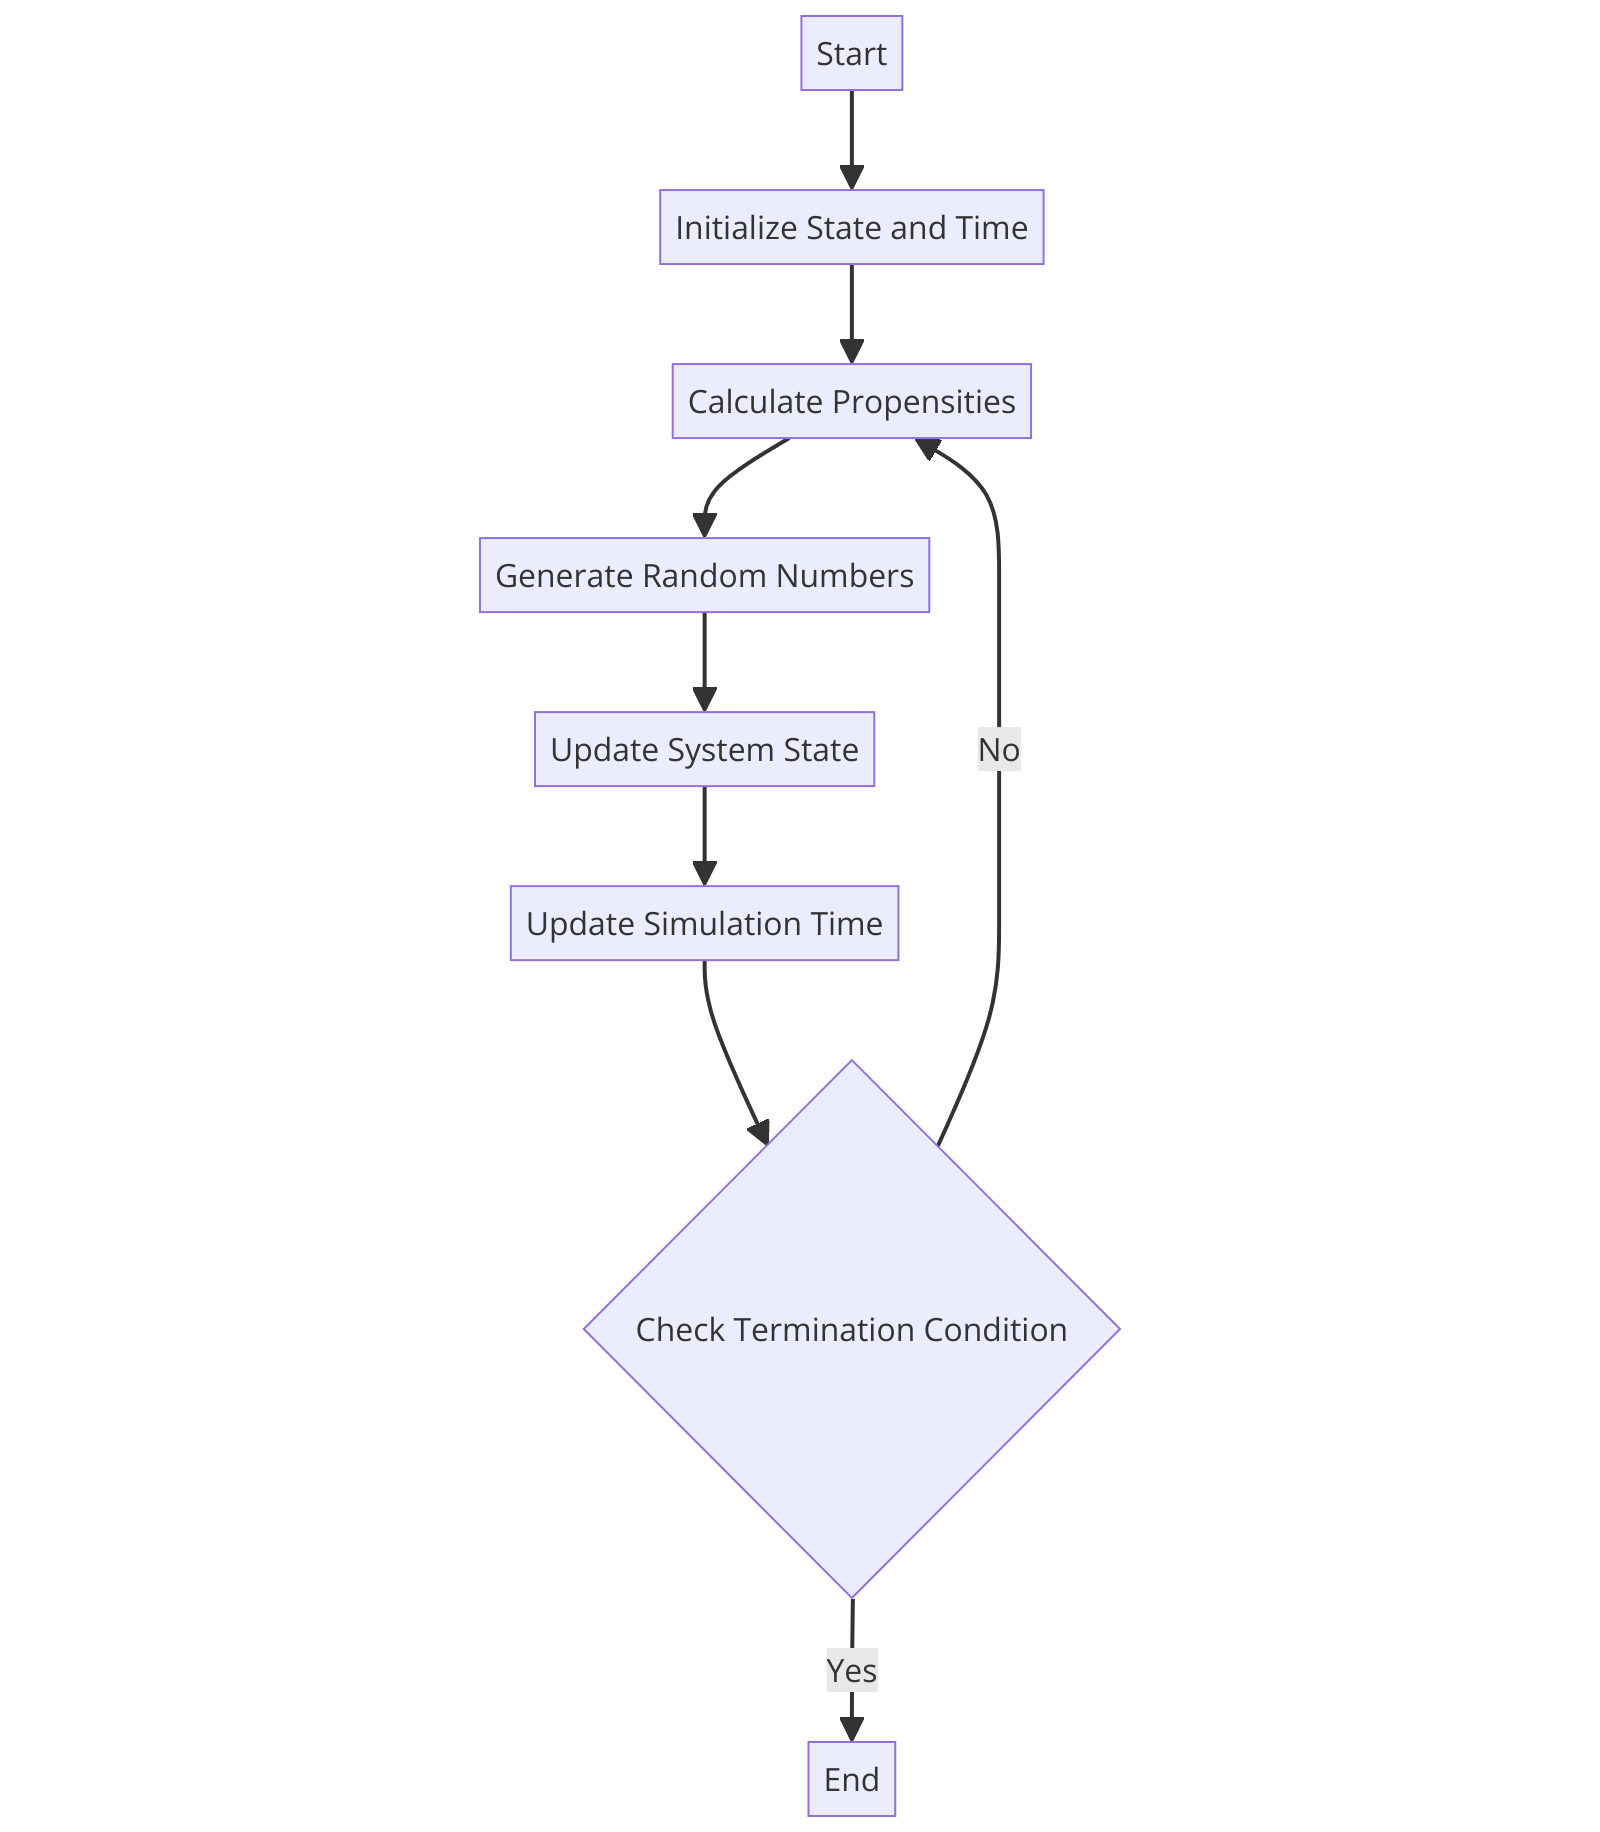 Start
Initialize State and Time
Calculate Propensities
Generate Random Numbers
Update System State
No
Update Simulation Time
Check Termination Condition
Yes
End